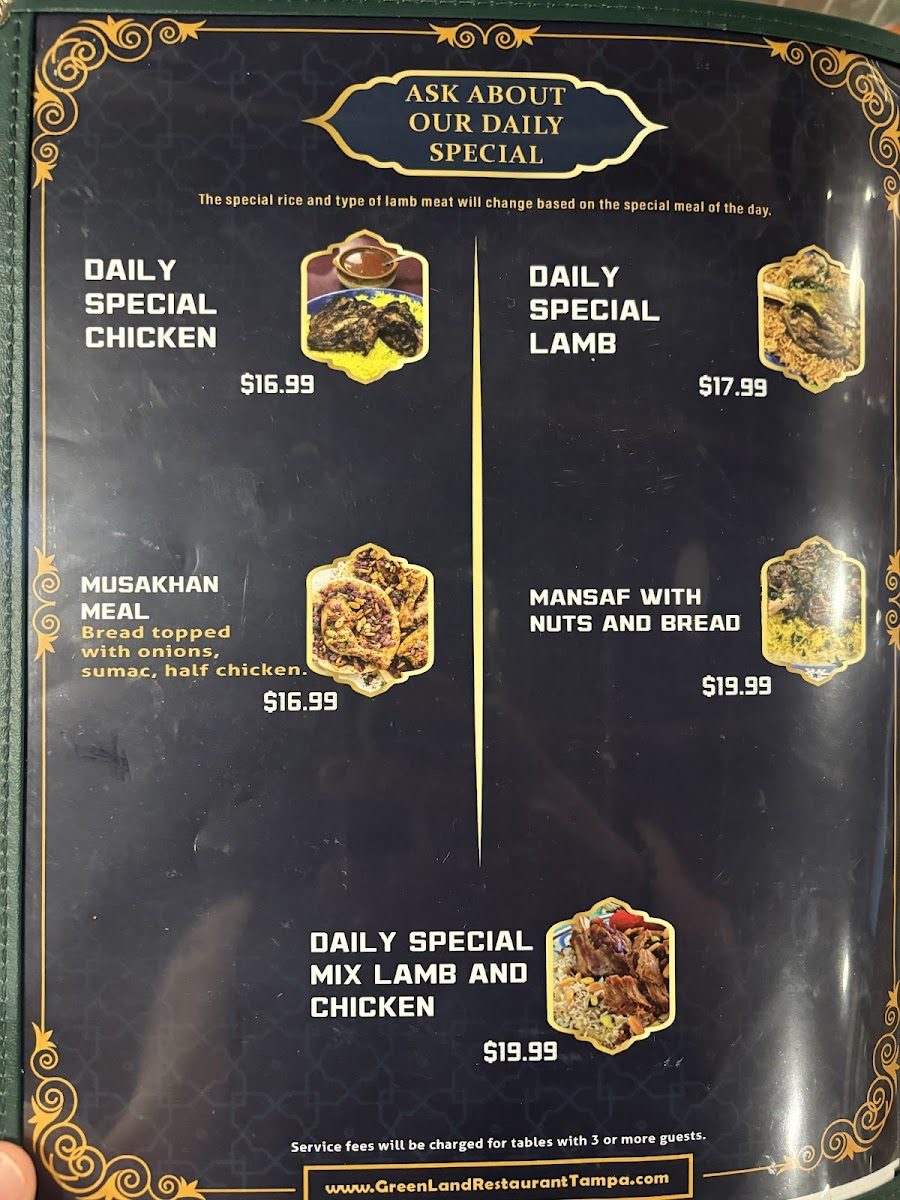 ASK ABOUT
OUR DAILY
SPECIAL
The special rice and type of lamb meat will change based on the special meal of the day.
DAILY
SPECIAL
CHICKEN
$16.99
DAILY
SPECIAL
LAMB
$17.99
MUSAKHAN
MEAL
Bread topped
with onions,
sumac, half chicken.
$16.99
MANSAF WITH
NUTS AND BREAD
$19.99
DAILY SPECIAL
MIX LAMB AND
CHICKEN
$19.99
Service fees will be charged for tables with 3 or more guests.
www.GreenLandRestaurantTampa.com